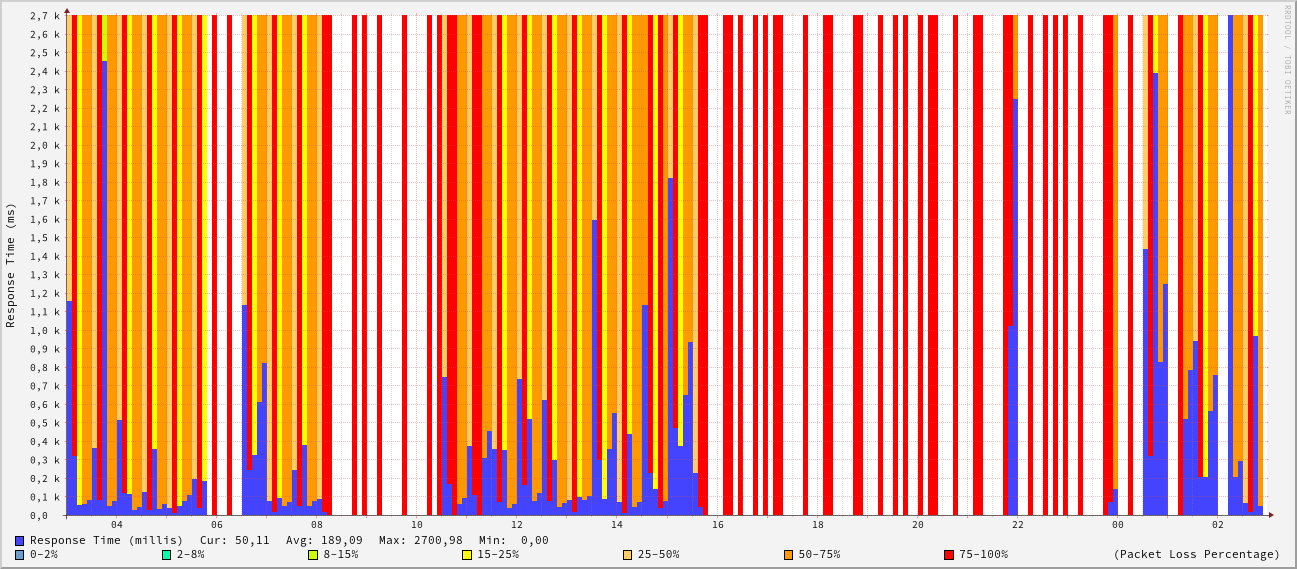 RRDTOOL / TOBI OETIKER
Response Time (ms)
2,7 k
2,6 k
2,5 k
2,4 k
2,3 k
2,2 k
2,1 k
2,0 k
1,9 k
1,8 k
1,7 k
1,6 k
1,5 k
1,4 k
1,3 k
1,2 k
1,1 k
1,0 k
0,9 k
0,8 k
0,7 k
0,6 k
0,5 k
0,4 k
0,3 k
0,2 k
0,1 k
0,0
04 06 08 10 12 14 16 18 20 22 00 02
Response Time (millis) Cur: 50,11 Avg: 189,09 Max: 2700,98 Min: 0,00
0-2% 2-8% 8-15% 15-25% 25-50% 50-75% 75-100% (Packet Loss Percentage)